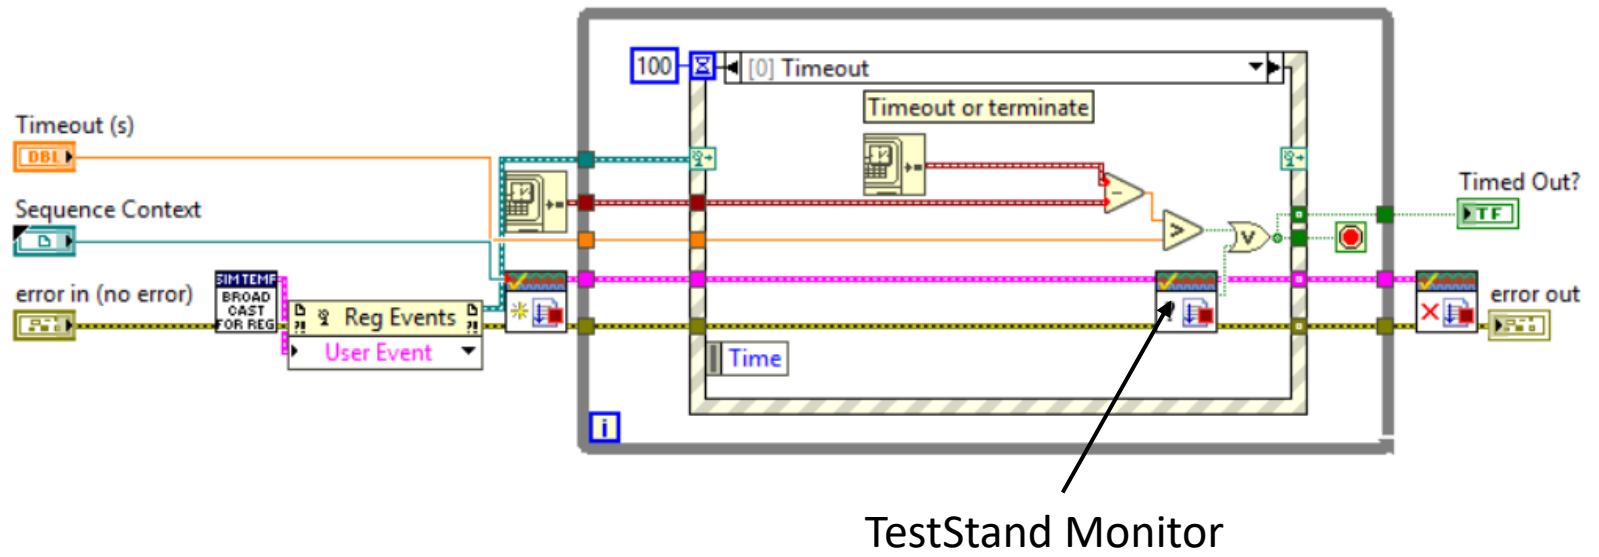 100
[0] Timeout
Timeout or terminate
Timeout (s)
DBL
Sequence Context
error in (no error)
SIM TEMP
BROAD
CAST
FOR REG
Reg Events
User Event
Time
i
Timed Out?
TF
error out
TestStand Monitor